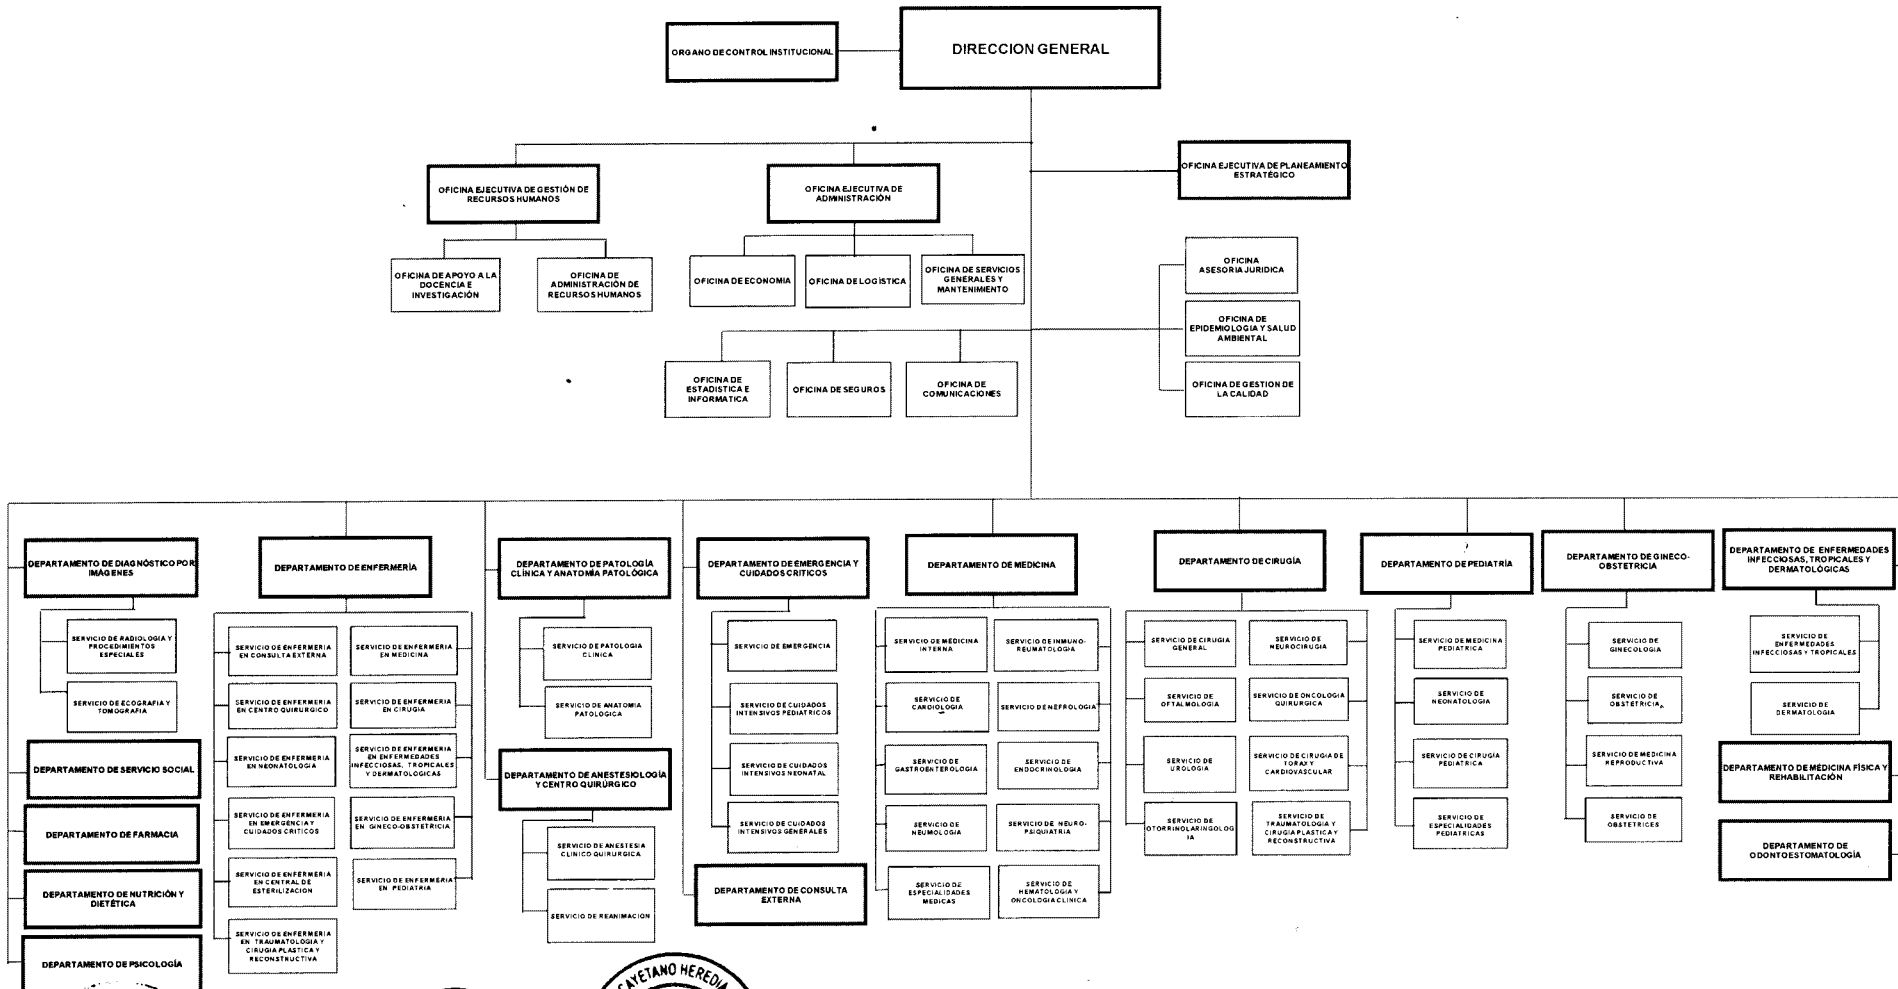 ORGANO DE CONTROL INSTITUCIONAL
DIRECCION GENERAL
OFICINA EJECUTIVA DE GESTIÓN DE
RECURSOS HUMANOS
OFICINA EJECUTIVA DE
ADMINISTRACIÓN
OFICINA EJECUTIVA DE PLANEAMIENTO
ESTRATÉGICO
OFICINA DE APOYO A LA
DOCENCIA E
INVESTIGACIÓN
OFICINA DE
ADMINISTRACIÓN DE
RECURSOS HUMANOS
OFICINA DE ECONOMIA
OFICINA DE LOGÍSTICA
OFICINA DE SERVICIOS
GENERALES Y
MANTENIMIENTO
OFICINA
ASESORIA JURIDICA
OFICINA DE
EPIDEMIOLOGIA Y SALUD
AMBIENTAL
OFICINA DE GESTION DE
LA CALIDAD
OFICINA DE
ESTADISTICA E
INFORMATICA
OFICINA DE SEGUROS
OFICINA DE
COMUNICACIONES
DEPARTAMENTO DE DIAGNÓSTICO POR
IMÁGENES
SERVICIO DE RADIOLOGIA Y
PROCEDIMIENTOS
ESPECIALES
SERVICIO DE ECOGRAFIA Y
TOMOGRAFIA
DEPARTAMENTO DE SERVICIO SOCIAL
DEPARTAMENTO DE FARMACIA
DEPARTAMENTO DE NUTRICIÓN Y
DIETÉTICA
DEPARTAMENTO DE PSICOLOGÍA
DEPARTAMENTO DE ENFERMERÍA
SERVICIO DE ENFERMERIA
EN CONSULTA EXTERNA
SERVICIO DE ENFERMERIA
EN MEDICINA
SERVICIO DE ENFERMERIA
EN CENTRO QUIRURGICO
SERVICIO DE ENFERMERIA
EN CIRUGIA
SERVICIO DE ENFERMERIA
EN NEONATOLOGIA
SERVICIO DE ENFERMERIA
EN ENFERMEDADES
INFECCIOSAS, TROPICALES
Y DERMATOLOGICAS
SERVICIO DE ENFERMERIA
EN EMERGENCIA Y
CUIDADOS CRITICOS
SERVICIO DE ENFERMERIA
EN GINECO-OBSTETRICIA
SERVICIO DE ENFERMERIA
EN CENTRAL DE
ESTERILIZACION
SERVICIO DE ENFERMERIA
EN PEDIATRIA
SERVICIO DE ENFERMERIA
EN TRAUMATOLOGIA Y
CIRUGIA PLASTICA Y
RECONSTRUCTIVA
DEPARTAMENTO DE PATOLOGÍA
CLÍNICA Y ANATOMÍA PATOLÓGICA
SERVICIO DE PATOLOGIA
CLINICA
SERVICIO DE ANATOMIA
PATOLOGICA
DEPARTAMENTO DE ANESTESIOLOGÍA
Y CENTRO QUIRÚRGICO
SERVICIO DE ANESTESIA
CLINICO QUIRURGICA
SERVICIO DE REANIMACION
DEPARTAMENTO DE EMERGENCIA Y
CUIDADOS CRITICOS
SERVICIO DE EMERGENCIA
SERVICIO DE CUIDADOS
INTENSIVOS PEDIATRICOS
SERVICIO DE CUIDADOS
INTENSIVOS NEONATAL
SERVICIO DE CUIDADOS
INTENSIVOS GENERALES
DEPARTAMENTO DE CONSULTA
EXTERNA
DEPARTAMENTO DE MEDICINA
SERVICIO DE MEDICINA
INTERNA
SERVICIO DE INMUNO-
REUMATOLOGIA
SERVICIO DE
CARDIOLOGIA
SERVICIO DE NEFROLOGIA
SERVICIO DE
GASTROENTEROLOGIA
SERVICIO DE
ENDOCRINOLOGIA
SERVICIO DE
NEUMOLOGIA
SERVICIO DE NEURO-
PSIQUIATRIA
SERVICIO DE
ESPECIALIDADES
MEDICAS
SERVICIO DE
HEMATOLOGIA Y
ONCOLOGIA CLINICA
DEPARTAMENTO DE CIRUGÍA
SERVICIO DE CIRUGIA
GENERAL
SERVICIO DE
NEUROCIRUGIA
SERVICIO DE
OFTALMOLOGIA
SERVICIO DE ONCOLOGIA
QUIRURGICA
SERVICIO DE
UROLOGIA
SERVICIO DE CIRUGIA DE
TORAX Y
CARDIOVASCULAR
SERVICIO DE
OTORRINOLARINGOLOG
IA
SERVICIO DE
TRAUMATOLOGIA Y
CIRUGIA PLASTICA Y
RECONSTRUCTIVA
DEPARTAMENTO DE PEDIATRÍA
SERVICIO DE MEDICINA
PEDIATRICA
SERVICIO DE
NEONATOLOGIA
SERVICIO DE CIRUGÍA
PEDIATRICA
SERVICIO DE
ESPECIALIDADES
PEDIATRICAS
DEPARTAMENTO DE GINECO-
OBSTETRICIA
SERVICIO DE
GINECOLOGIA
SERVICIO DE
OBSTETRICIA
SERVICIO DE MEDICINA
REPRODUCTIVA
SERVICIO DE
OBSTETRICES
DEPARTAMENTO DE ENFERMEDADES
INFECCIOSAS, TROPICALES Y
DERMATOLÓGICAS
SERVICIO DE
ENFERMEDADES
INFECCIOSAS Y TROPICALES
SERVICIO DE
DERMATOLOGIA
DEPARTAMENTO DE MEDICINA FÍSICA Y
REHABILITACIÓN
DEPARTAMENTO DE
ODONTOESTOMATOLOGÍA
CAYETANO HEREDIA